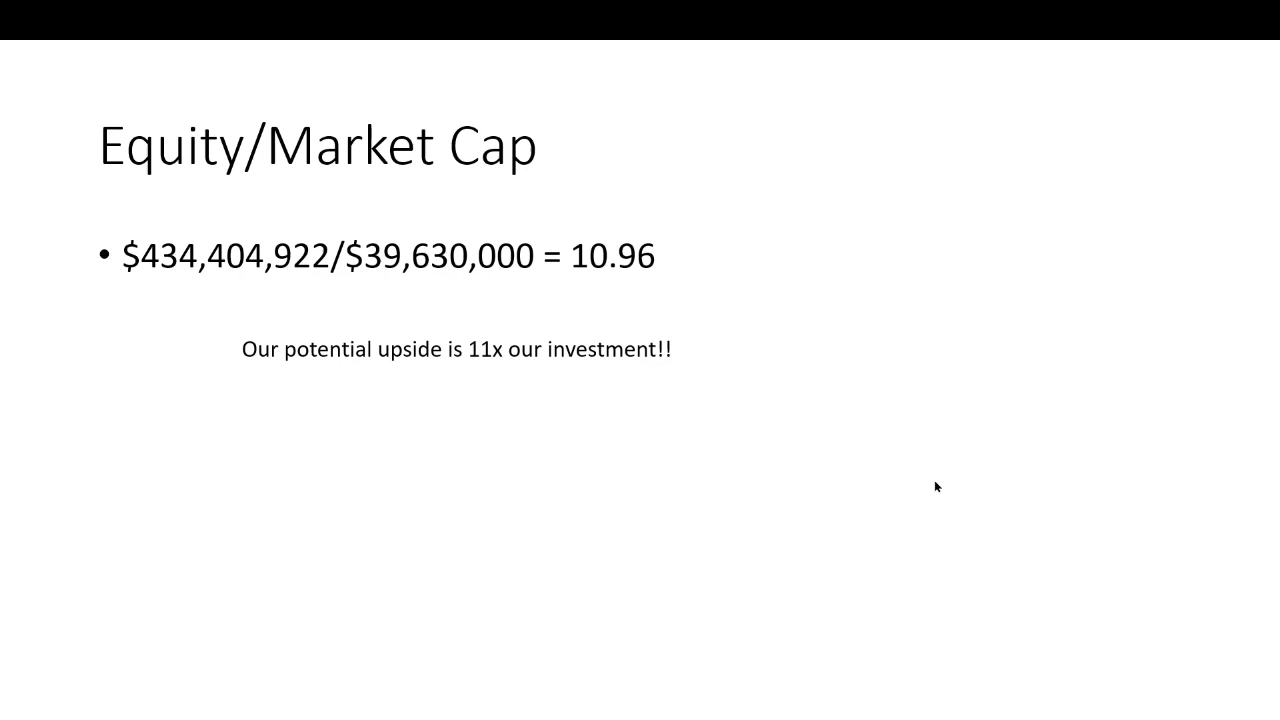 Equity/Market Cap
• $434,404,922/$39,630,000 = 10.96
Our potential upside is 11x our investment!!